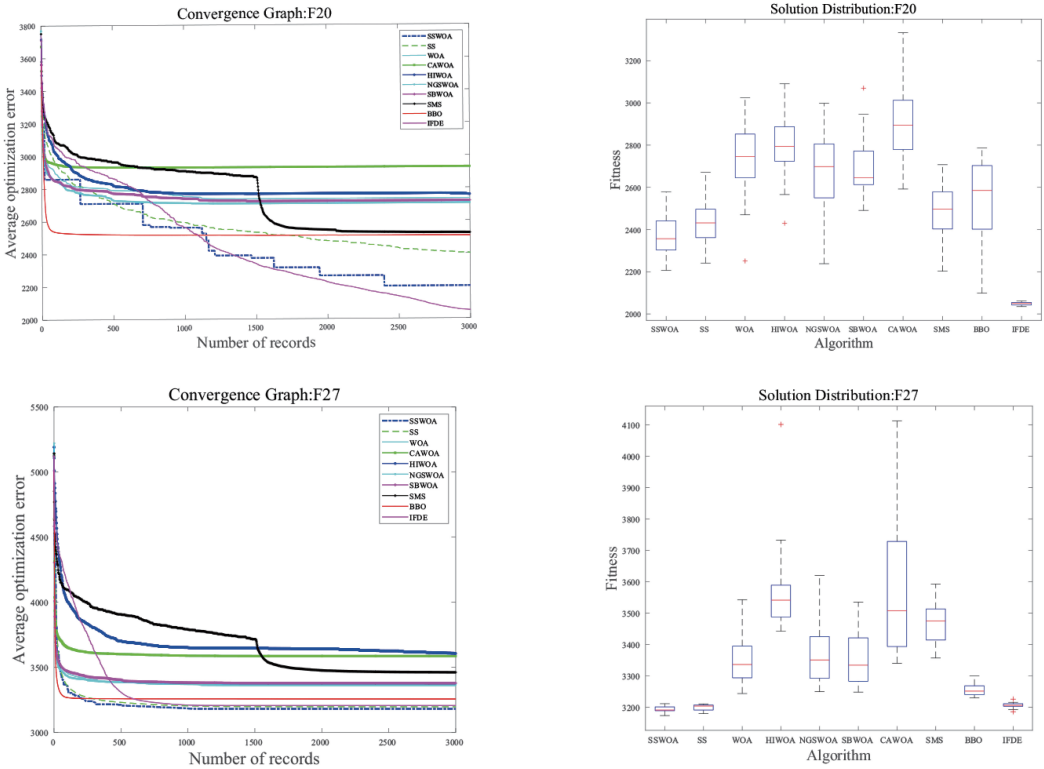 Convergence Graph:F20
3800
3600
3400
3200
3000
2800
2600
2400
2200
2000
Average optimization error
0
500
1000
1500
2000
2500
3000
Number of records
SSWOA
SS
WOA
CAWOA
HIWOA
NGSWOA
SBWOA
SMS
BBO
IFDE
Solution Distribution:F20
3200
3000
2800
2600
2400
2200
2000
Fitness
SSWOA
SS
WOA
HIWOA
NGSWOA
SBWOA
CAWOA
SMS
BBO
IFDE
Algorithm
Convergence Graph:F27
5500
5000
4500
4000
3500
3000
Average optimization error
0
500
1000
1500
2000
2500
3000
Number of records
SSWOA
SS
WOA
CAWOA
HIWOA
NGSWOA
SBWOA
SMS
BBO
IFDE
Solution Distribution:F27
4100
4000
3900
3800
3700
3600
3500
3400
3300
3200
Fitness
SSWOA
SS
WOA
HIWOA
NGSWOA
SBWOA
CAWOA
SMS
BBO
IFDE
Algorithm